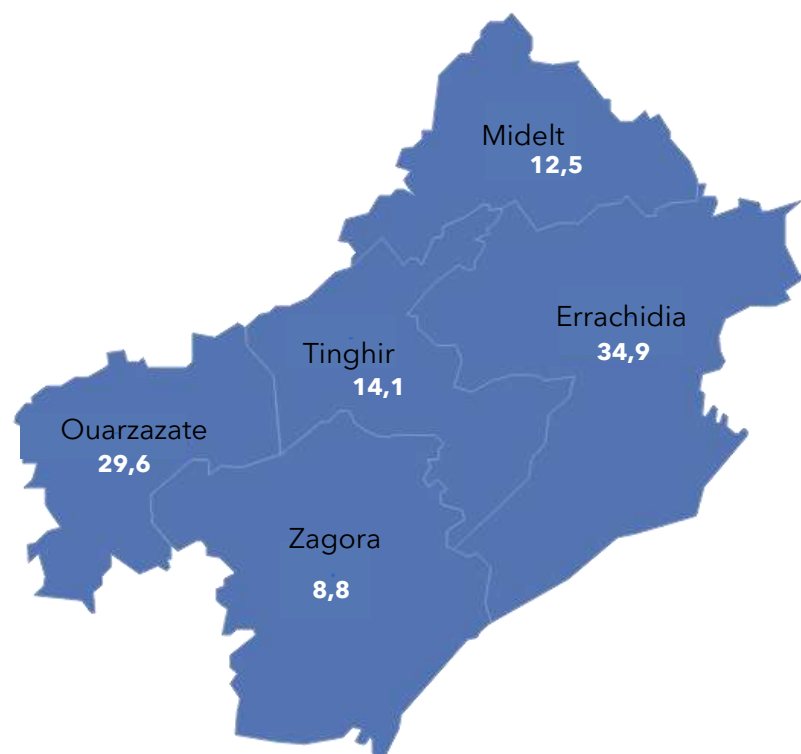 Midelt
12,5
Errachidia
34,9
Tinghir
14,1
Ouarzazate
29,6
Zagora
8,8